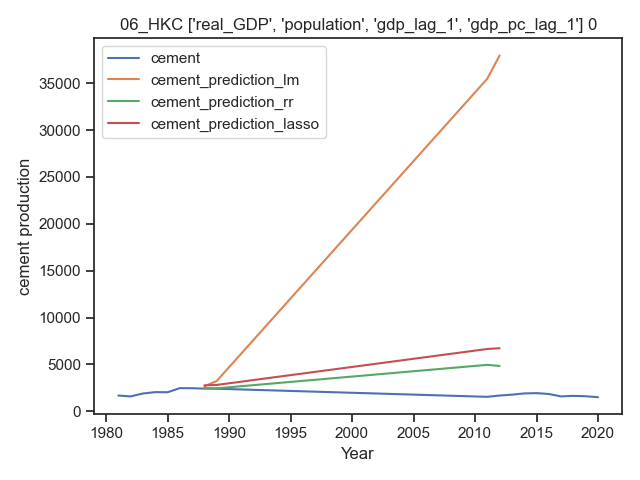 06_HKC ['real_GDP', 'population', 'gdp_lag_1', 'gdp_pc_lag_1'] 0
cement
cement_prediction_lm
cement_prediction_rr
cement_prediction_lasso
35000
30000
25000
20000
15000
10000
5000
0
cement production
1980 1985 1990 1995 2000 2005 2010 2015 2020
Year